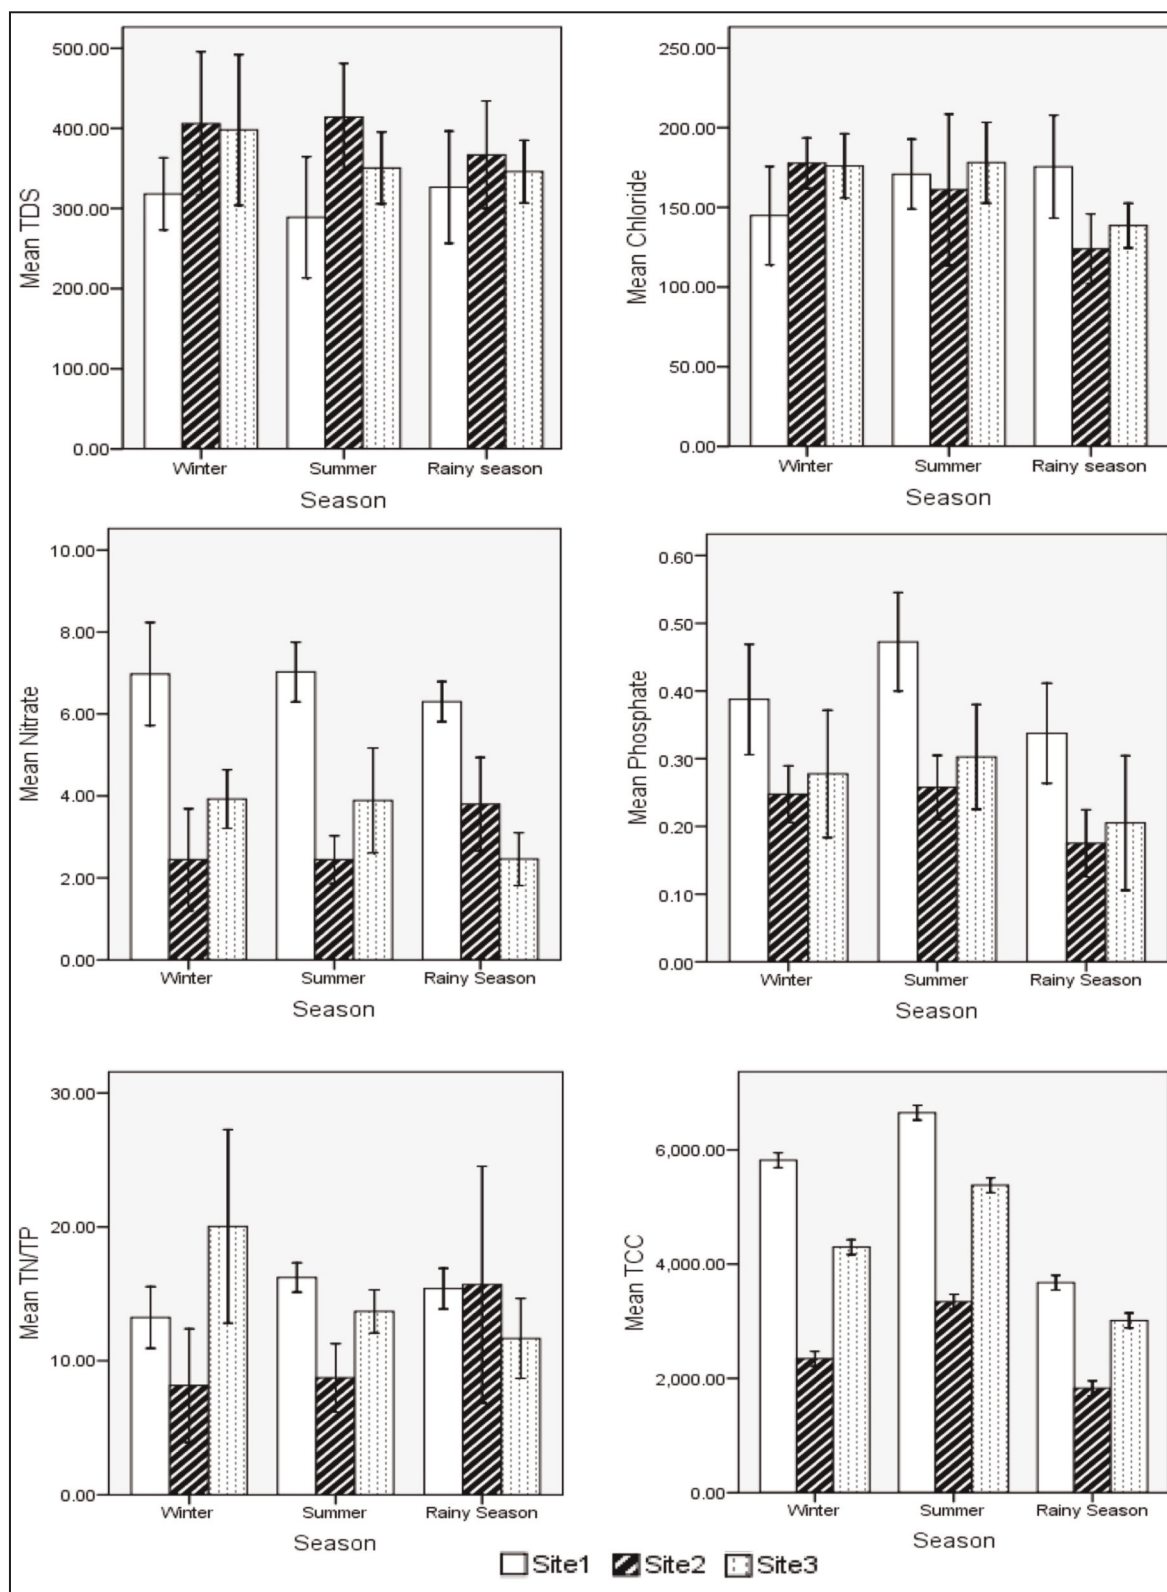 500.00
400.00
300.00
200.00
100.00
0.00
Mean TDS
Winter Summer Rainy season
Season
250.00
200.00
150.00
100.00
50.00
0.00
Mean Chloride
Winter Summer Rainy season
Season
10.00
8.00
6.00
4.00
2.00
0.00
Mean Nitrate
Winter Summer Rainy Season
Season
0.60
0.50
0.40
0.30
0.20
0.10
0.00
Mean Phosphate
Winter Summer Rainy Season
Season
30.00
20.00
10.00
0.00
Mean TN/TP
Winter Summer Rainy Season
Season
6,000.00
4,000.00
2,000.00
0.00
Mean TCC
Winter Summer Rainy Season
Season
Site1 Site2 Site3